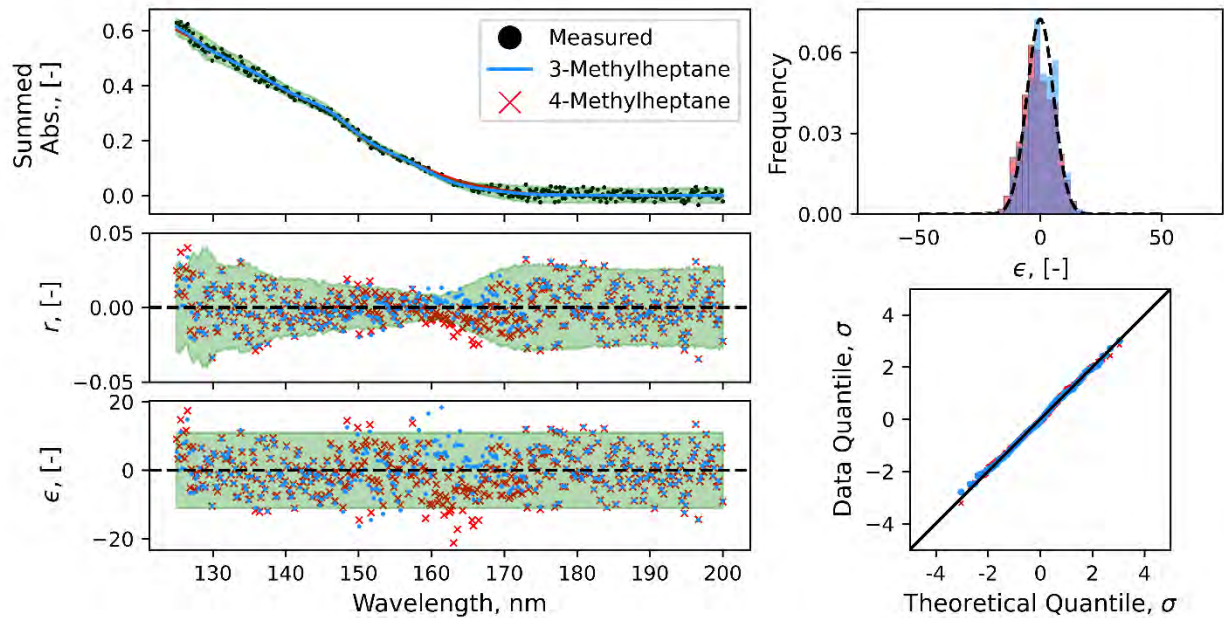 Summed
Abs., [-]
0.6
0.4
0.2
0.0
Measured
3-Methylheptane
4-Methylheptane
r, [-]
0.05
0.00
−0.05
ϵ, [-]
20
0
−20
130 140 150 160 170 180 190 200
Wavelength, nm
Frequency
0.06
0.03
0.00
−50 0 50
ϵ, [-]
Data Quantile, σ
4
2
0
−2
−4
−4 −2 0 2 4
Theoretical Quantile, σ